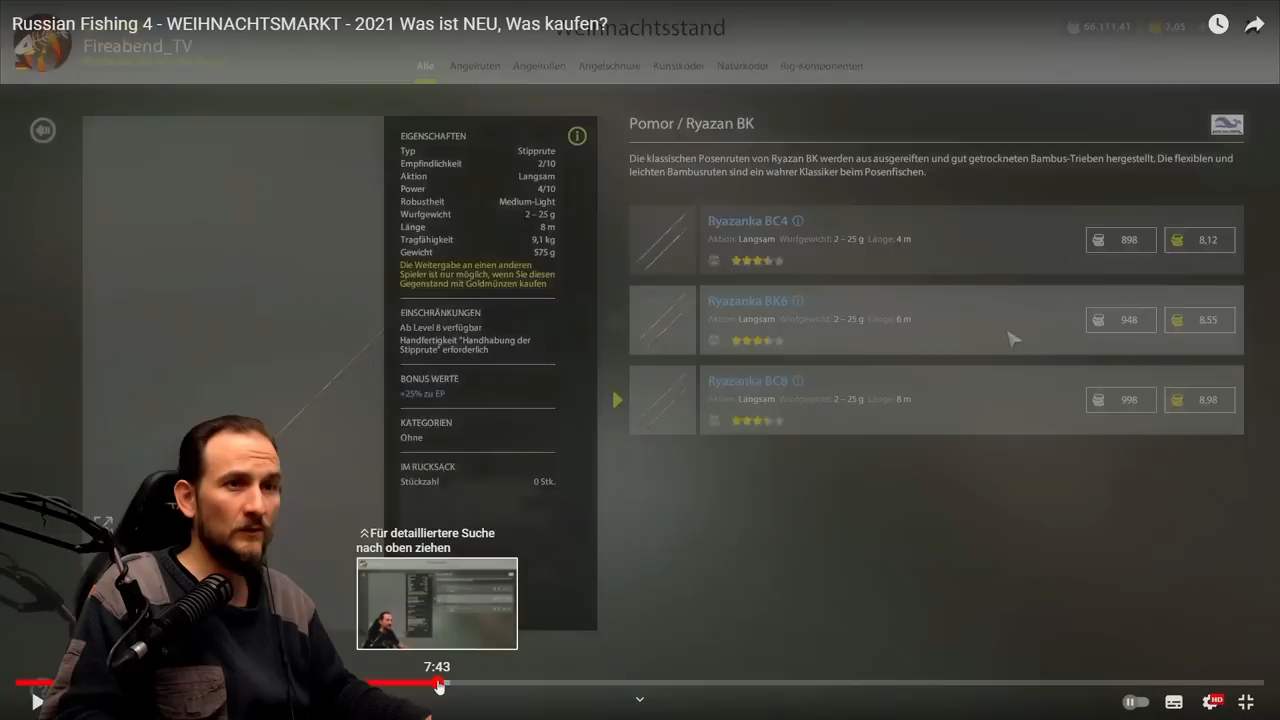 Russian Fishing 4 - WEIHNACHTSMARKT - 2021 Was ist NEU, Was kaufen?
Weihnachtsstand
66.111,41
7,05
Fireabend_TV
Alle Angelruten Angelrollen Angelschnüre Kunstköder Naturköder Rig-Komponenten
EIGENSCHAFTEN
Typ Stipprute
Empfindlichkeit 2/10
Aktion Langsam
Power 4/10
Robustheit Medium-Light
Wurfgewicht 2 – 25 g
Länge 8 m
Tragfähigkeit 9,1 kg
Gewicht 575 g
Die Weitergabe an einen anderen
Spieler ist nur möglich, wenn Sie diesen
Gegenstand mit Goldmünzen kaufen
EINSCHRÄNKUNGEN
Ab Level 8 verfügbar
Handfertigkeit "Handhabung der
Stipprute" erforderlich
BONUS WERTE
+25% zu EP
KATEGORIEN
Ohne
IM RUCKSACK
Stückzahl 0 Stk.
Pomor / Ryazan BK
Die klassischen Posenruten von Ryazan BK werden aus ausgereiften und gut getrockneten Bambus-Trieben hergestellt. Die flexiblen und
leichten Bambusruten sind ein wahrer Klassiker beim Posenfischen.
Ryazanka BC4
Aktion: Langsam Wurfgewicht: 2 – 25 g Länge: 4 m
898 8,12
Ryazanka BK6
Aktion: Langsam Wurfgewicht: 2 – 25 g Länge: 6 m
948 8.55
Ryazanka BC8
Aktion: Langsam Wurfgewicht: 2 – 25 g Länge: 8 m
998 8,98
Für detailliertere Suche
nach oben ziehen
7:43
HD